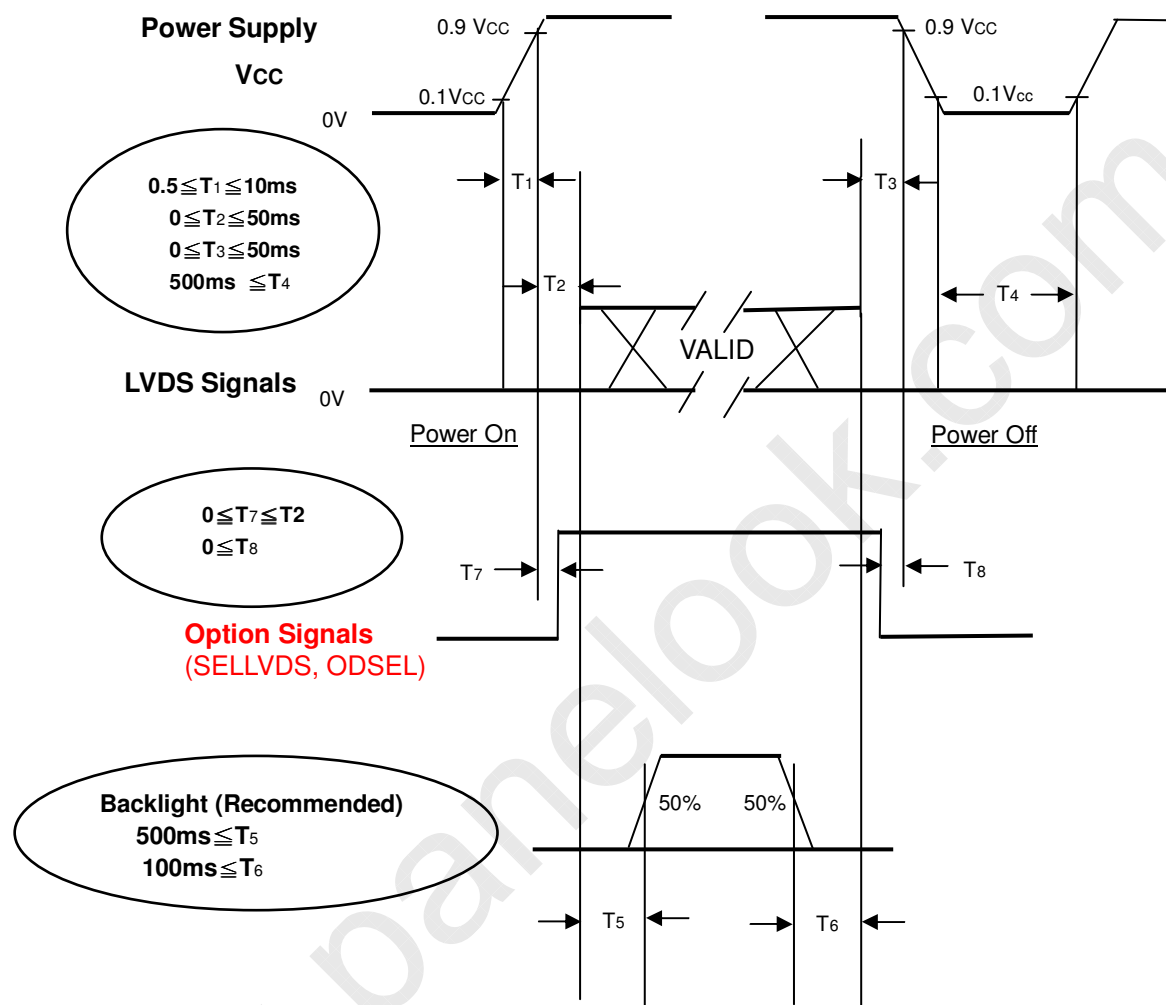 Power Supply
VCC
0.9 VCC
0.9 VCC
0.1VCC
0.1Vcc
0V
0.5≦T1≦10ms
0≦T2≦50ms
0≦T3≦50ms
500ms ≦T4
T1
T3
T2
T4
VALID
LVDS Signals
0V
Power On
Power Off
0≦T7≦T2
0≦T8
T7
T8
Option Signals
(SELLVDS, ODSEL)
Backlight (Recommended)
500ms≦T5
100ms≦T6
50%
50%
T5
T6
panelook.com